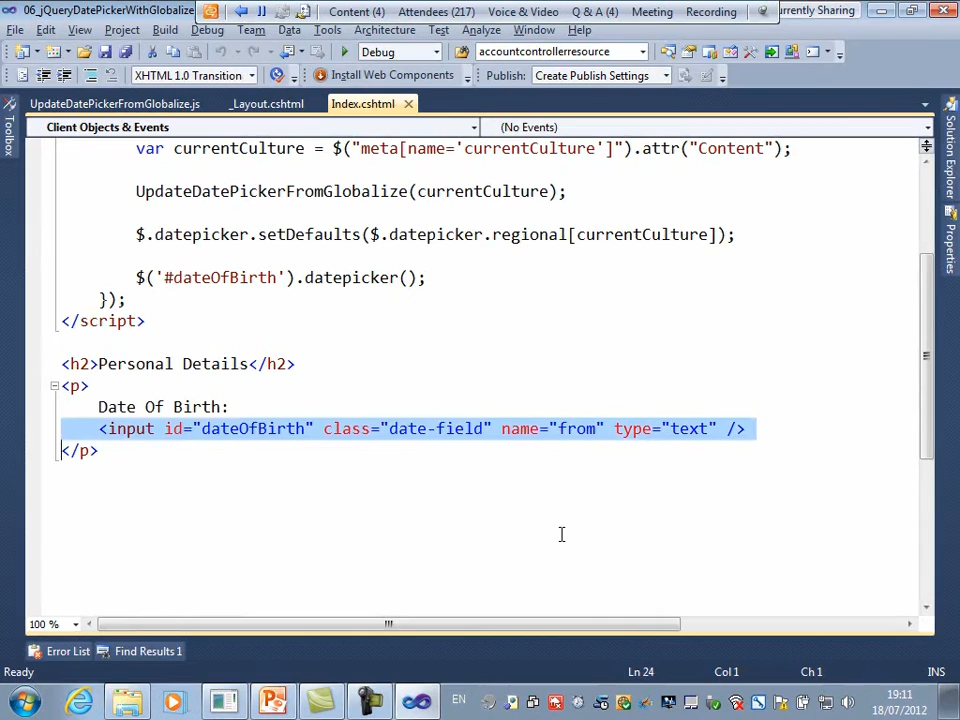 06_jQueryDatePickerWithGlobalize
Content (4) Attendees (217) Voice & Video Q & A (4) Meeting Recording
urrently Sharing
File Edit View Project Build Debug Team Data Tools Architecture Test Analyze Window Help
Debug accountcontrollerresource
XHTML 1.0 Transition Install Web Components Publish: Create Publish Settings
UpdateDatePickerFromGlobalize.js _Layout.cshtml Index.cshtml
Toolbox
Solution Explorer
Properties
Client Objects & Events (No Events)
var currentCulture = $("meta[name='currentCulture']").attr("Content");
UpdateDatePickerFromGlobalize(currentCulture);
$.datepicker.setDefaults($.datepicker.regional[currentCulture]);
$('#dateOfBirth').datepicker();
});
</script>
<h2>Personal Details</h2>
<p>
Date Of Birth:
<input id="dateOfBirth" class="date-field" name="from" type="text" />
</p>
100 %
Error List Find Results 1
Ready Ln 24 Col 1 Ch 1 INS
EN
19:11
18/07/2012